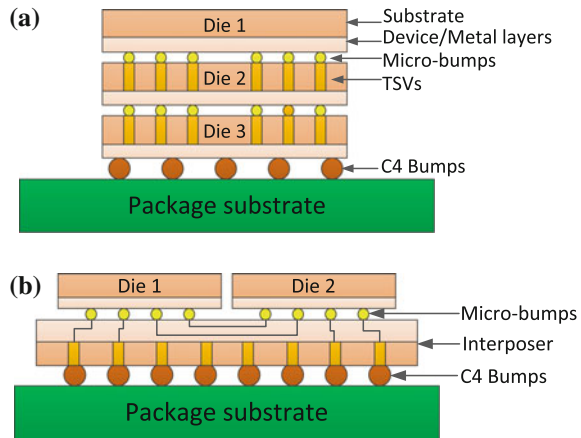 (a)
Die 1
Substrate
Device/Metal layers
Micro-bumps
Die 2
TSVs
Die 3
C4 Bumps
Package substrate
(b)
Die 1
Die 2
Micro-bumps
Interposer
C4 Bumps
Package substrate